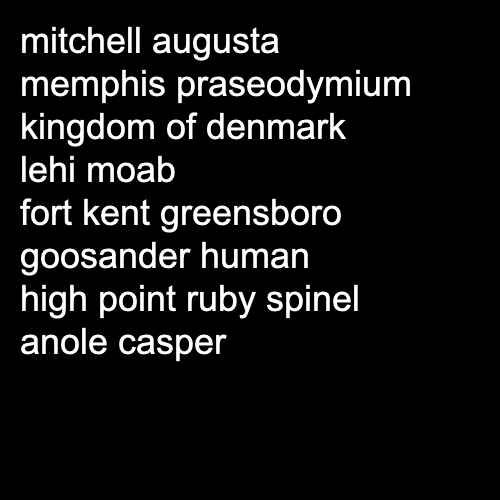 mitchell augusta
memphis praseodymium
kingdom of denmark
lehi moab
fort kent greensboro
goosander human
high point ruby spinel
anole casper